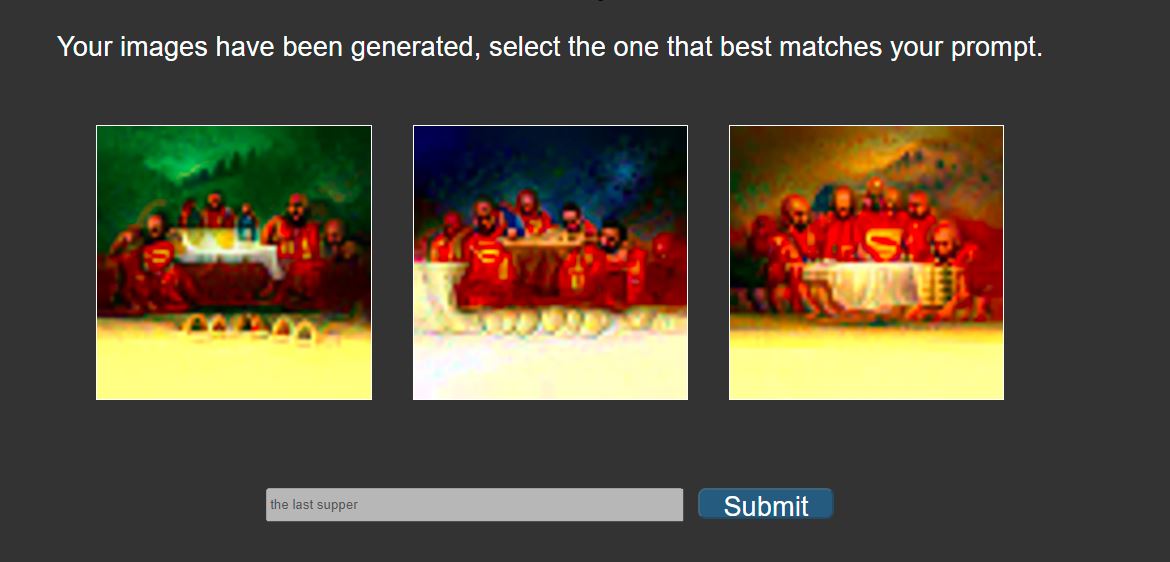 Your images have been generated, select the one that best matches your prompt.
the last supper
Submit